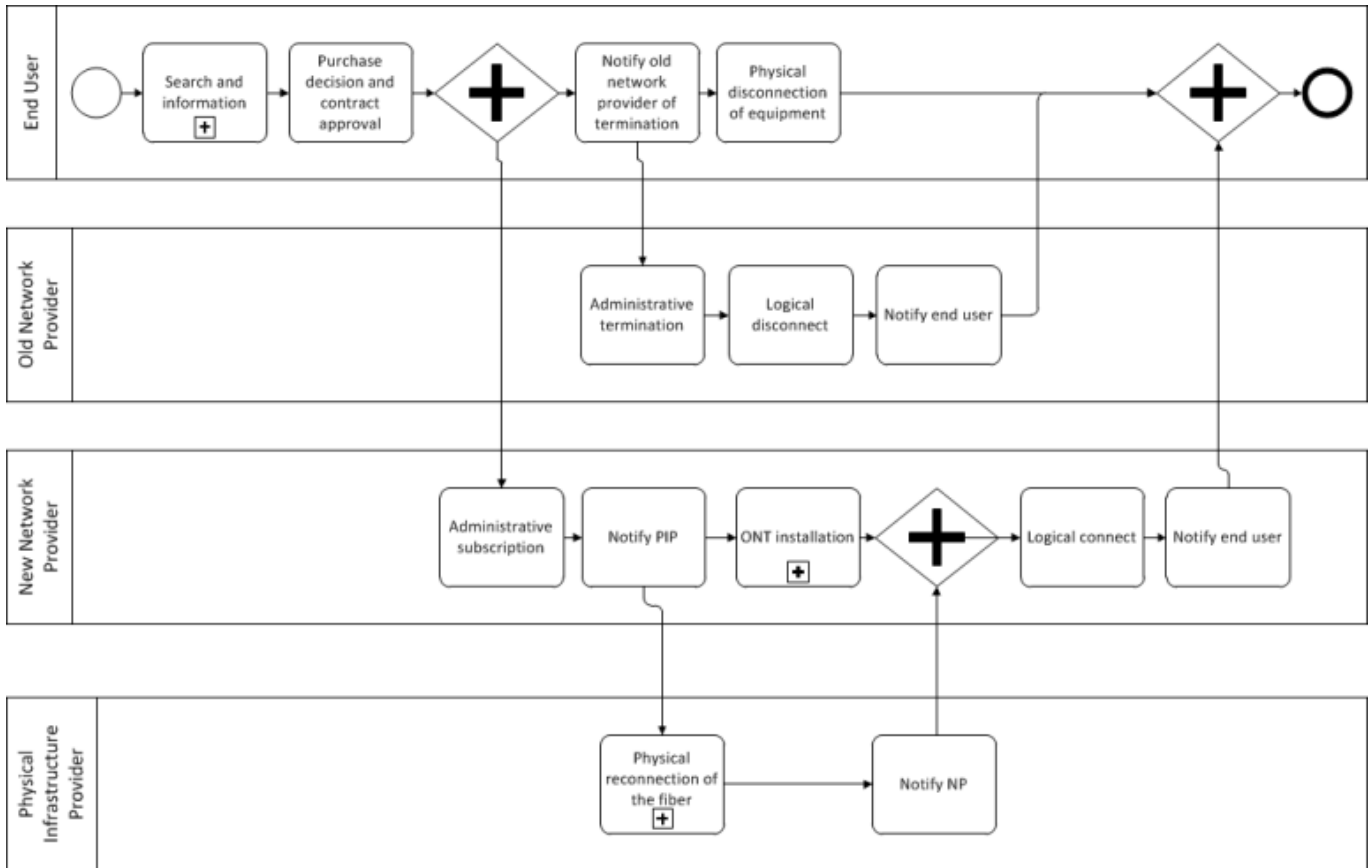 End User
Search and
information
Purchase
decision and
contract
approval
Notify old
network
provider of
termination
Physical
disconnection
of equipment
Old Network
Provider
Administrative
termination
Logical
disconnect
Notify end user
New Network
Provider
Administrative
subscription
Notify PIP
ONT installation
Logical connect
Notify end user
Physical
Infrastructure
Provider
Physical
reconnection of
the fiber
Notify NP